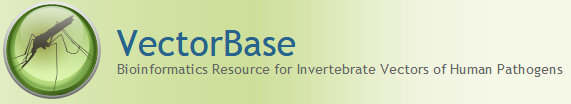 VectorBase
Bioinformatics Resource for Invertebrate Vectors of Human Pathogens